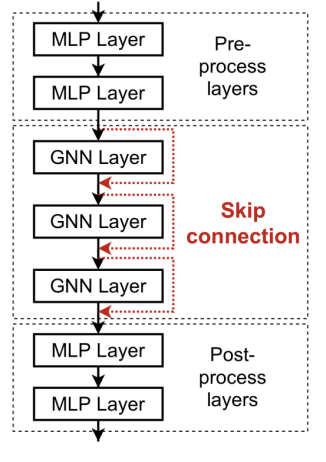 MLP Layer
MLP Layer
Pre-
process
layers
GNN Layer
GNN Layer
GNN Layer
Skip
connection
MLP Layer
MLP Layer
Post-
process
layers